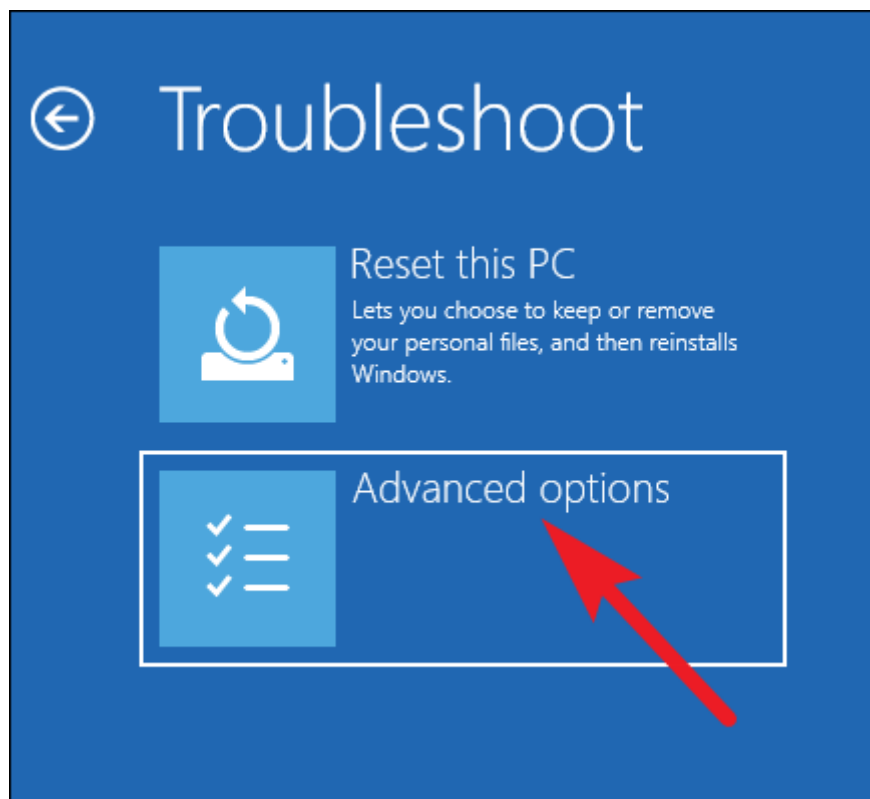 Troubleshoot
Reset this PC
Lets you choose to keep or remove
your personal files, and then reinstalls
Windows.
Advanced options